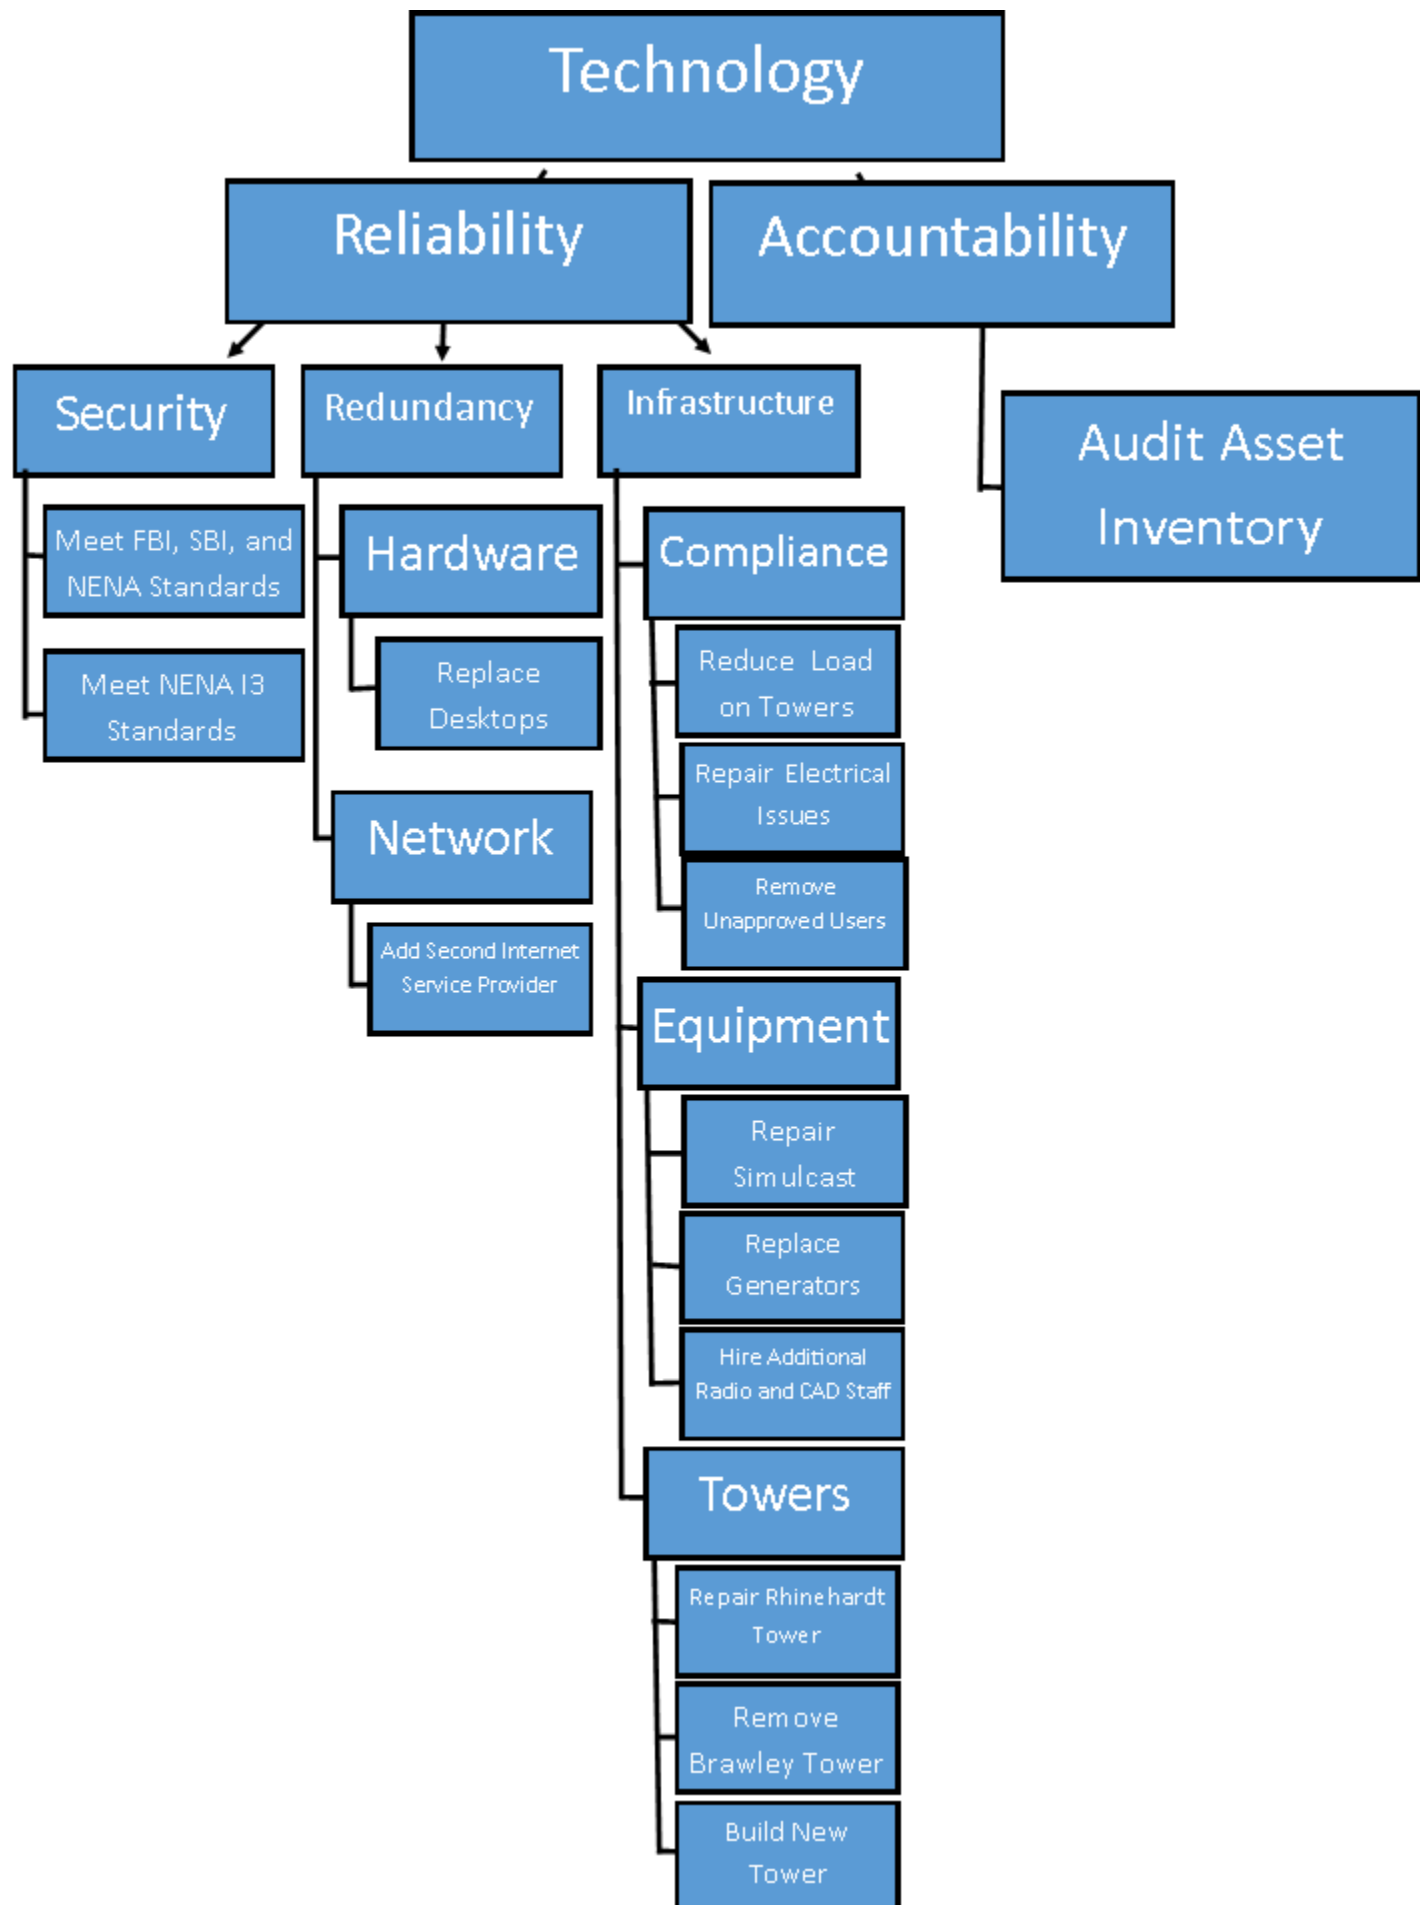 Technology
Reliability
Accountability
Security
Redundancy
Infrastructure
Audit Asset
Inventory
Meet FBI, SBI, and
NENA Standards
Meet NENA I3
Standards
Hardware
Replace
Desktops
Network
Add Second Internet
Service Provider
Compliance
Reduce Load
on Towers
Repair Electrical
Issues
Remove
Unapproved Users
Equipment
Repair
Simulcast
Replace
Generators
Hire Additional
Radio and CAD Staff
Towers
Repair Rhinehardt
Tower
Remove
Brawley Tower
Build New
Tower